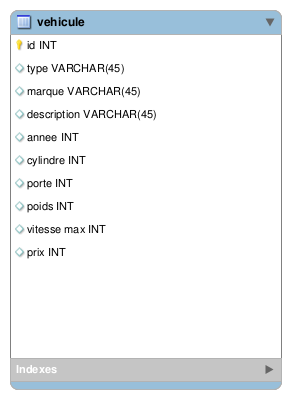 vehicule
id INT
type VARCHAR(45)
marque VARCHAR(45)
description VARCHAR(45)
annee INT
cylindre INT
porte INT
poids INT
vitesse max INT
prix INT
Indexes